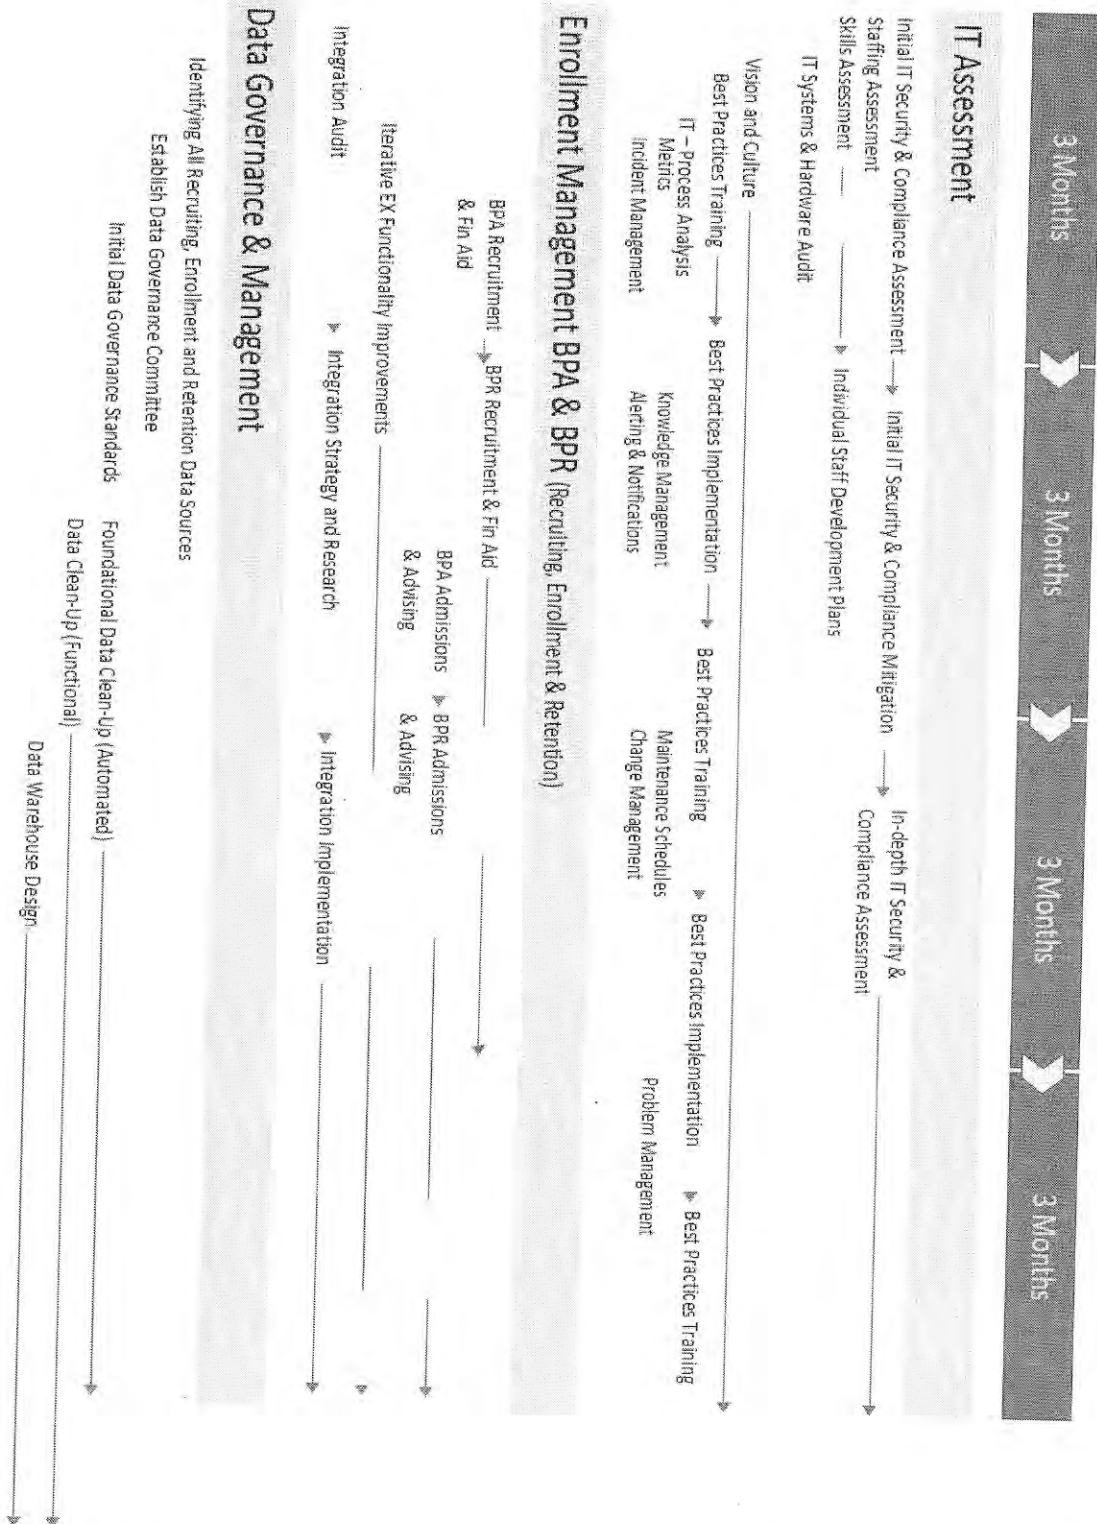 3 Months
3 Months
3 Months
3 Months
IT Assessment
Initial IT Security & Compliance Assessment
Initial IT Security & Compliance Mitigation
In-depth IT Security &
Compliance Assessment
Staffing Assessment
Skills Assessment
Individual Staff Development Plans
IT Systems & Hardware Audit
Vision and Culture
Best Practices Training
Best Practices Implementation
Best Practices Training
Best Practices Implementation
Best Practices Training
IT – Process Analysis
Metrics
Incident Management
Knowledge Management
Alerting & Notifications
Maintenance Schedules
Change Management
Problem Management
Enrollment Management BPA & BPR (Recruiting, Enrollment & Retention)
BPA Recruitment
& Fin Aid
BPR Recruitment & Fin Aid
BPA Admissions
& Advising
BPR Admissions
& Advising
Iterative EX Functionality Improvements
Integration Audit
Integration Strategy and Research
Integration Implementation
Data Governance & Management
Identifying All Recruiting, Enrollment and Retention Data Sources
Establish Data Governance Committee
Initial Data Governance Standards
Foundational Data Clean-Up (Automated)
Data Clean-Up (Functional)
Data Warehouse Design